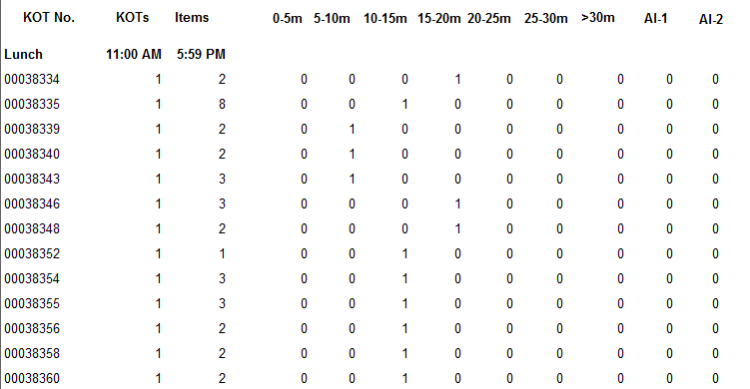 KOT No. KOTs Items 0-5m 5-10m 10-15m 15-20m 20-25m 25-30m >30m AI-1 AI-2
Lunch 11:00 AM 5:59 PM
00038334 1 2 0 0 0 1 0 0 0 0 0
00038335 1 8 0 0 1 0 0 0 0 0 0
00038339 1 2 0 1 0 0 0 0 0 0 0
00038340 1 2 0 1 0 0 0 0 0 0 0
00038343 1 3 0 1 0 0 0 0 0 0 0
00038346 1 3 0 0 0 1 0 0 0 0 0
00038348 1 2 0 0 0 1 0 0 0 0 0
00038352 1 1 0 0 1 0 0 0 0 0 0
00038354 1 3 0 0 1 0 0 0 0 0 0
00038355 1 3 0 0 1 0 0 0 0 0 0
00038356 1 2 0 0 1 0 0 0 0 0 0
00038358 1 2 0 0 1 0 0 0 0 0 0
00038360 1 2 0 0 1 0 0 0 0 0 0